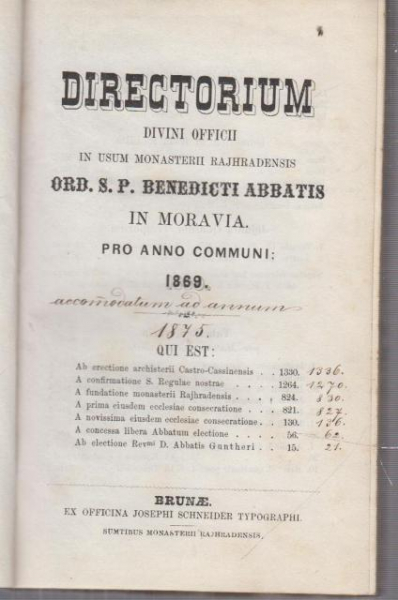 DIRECTORIUM
DIVINI OFFICII
IN USUM MONASTERII RAJHRADENSIS
ORD. S. P. BENEDICTI ABBATIS
IN MORAVIA.
PRO ANNO COMMUNI:
1869.
accomodatum ad annum
1875.
QUI EST:
Ab erectione archisterii Castro-Cassinensis . . 1330. 1336.
A confirmatione S. Regulae nostrae . . . . 1264. 1270.
A fundatione monasterii Rajhradensis . . . . 824. 830.
A prima eiusdem ecclesiae consecratione . . . 821. 827.
A novissima eiusdem ecclesiae consecratione . . 130. 136.
A concessa libera Abbatum electione . . . . 56. 62.
Ab electione Revmi D. Abbatis Guntheri . . 15. 21.
BRUNÆ.
EX OFFICINA JOSEPHI SCHNEIDER TYPOGRAPHI.
SUMTIBUS MONASTERII RAJHRADENSIS.